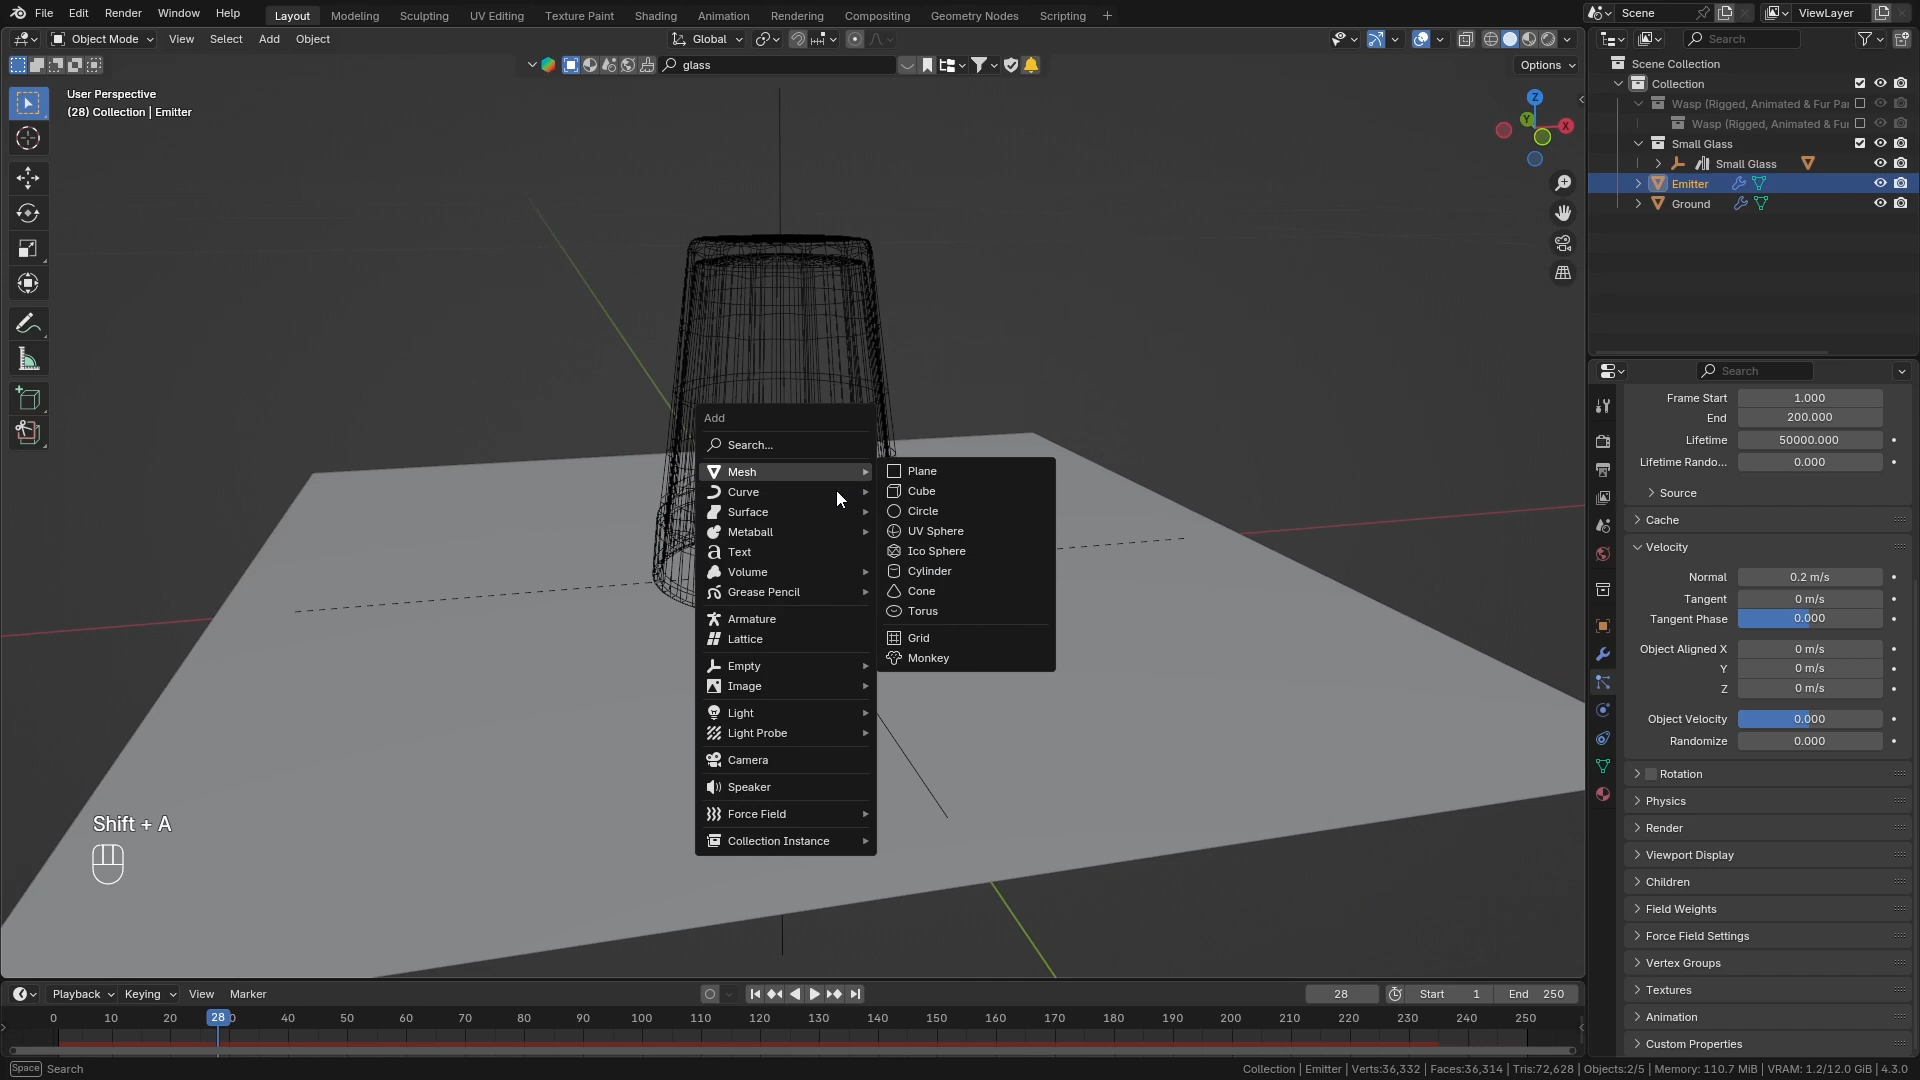 File Edit Render Window Help
Layout Modeling Sculpting UV Editing Texture Paint Shading Animation Rendering Compositing Geometry Nodes Scripting +
Scene ViewLayer
Object Mode View Select Add Object
Global
Search
glass
Options
User Perspective
(28) Collection | Emitter
Z
Y
X
Scene Collection
Collection
Wasp (Rigged, Animated & Fur Par
Wasp (Rigged, Animated & Fur
Small Glass
Small Glass
Emitter
Ground
Add
Search...
Mesh
Curve
Surface
Metaball
Text
Volume
Grease Pencil
Armature
Lattice
Empty
Image
Light
Light Probe
Camera
Speaker
Force Field
Collection Instance
Plane
Cube
Circle
UV Sphere
Ico Sphere
Cylinder
Cone
Torus
Grid
Monkey
Search
Frame Start 1.000
End 200.000
Lifetime 50000.000
Lifetime Rando... 0.000
Source
Cache
Velocity
Normal 0.2 m/s
Tangent 0 m/s
Tangent Phase 0.000
Object Aligned X 0 m/s
Y 0 m/s
Z 0 m/s
Object Velocity 0.000
Randomize 0.000
Rotation
Physics
Render
Viewport Display
Children
Field Weights
Force Field Settings
Vertex Groups
Textures
Animation
Custom Properties
Shift + A
Playback Keying View Marker
28 Start 1 End 250
0 10 20 28 40 50 60 70 80 90 100 110 120 130 140 150 160 170 180 190 200 210 220 230 240 250
Space Search
Collection | Emitter | Verts:36,332 | Faces:36,314 | Tris:72,628 | Objects:2/5 | Memory: 110.7 MiB | VRAM: 1.2/12.0 GiB | 4.3.0